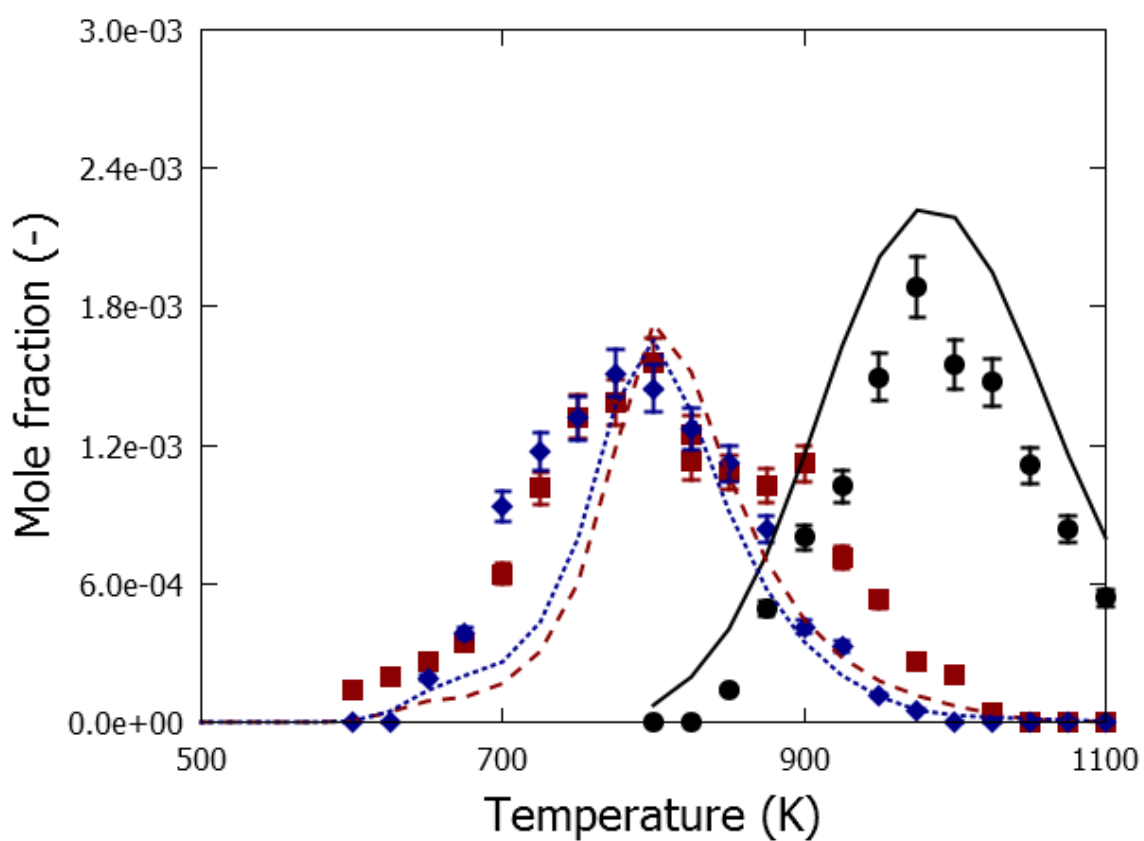 3.0e-03
2.4e-03
1.8e-03
1.2e-03
6.0e-04
0.0e+00
Mole fraction (-)
500 700 900 1100
Temperature (K)